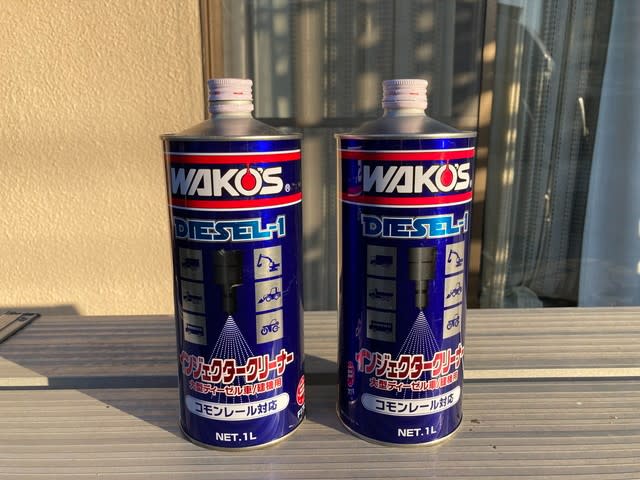 WAKO'S®
DIESEL-1
インジェクタークリーナー
大型ディーゼル車/建機用
コモンレール対応
NET.1L
WAKO'S®
DIESEL-1
インジェクタークリーナー
大型ディーゼル車/建機用
コモンレール対応
NET.1L